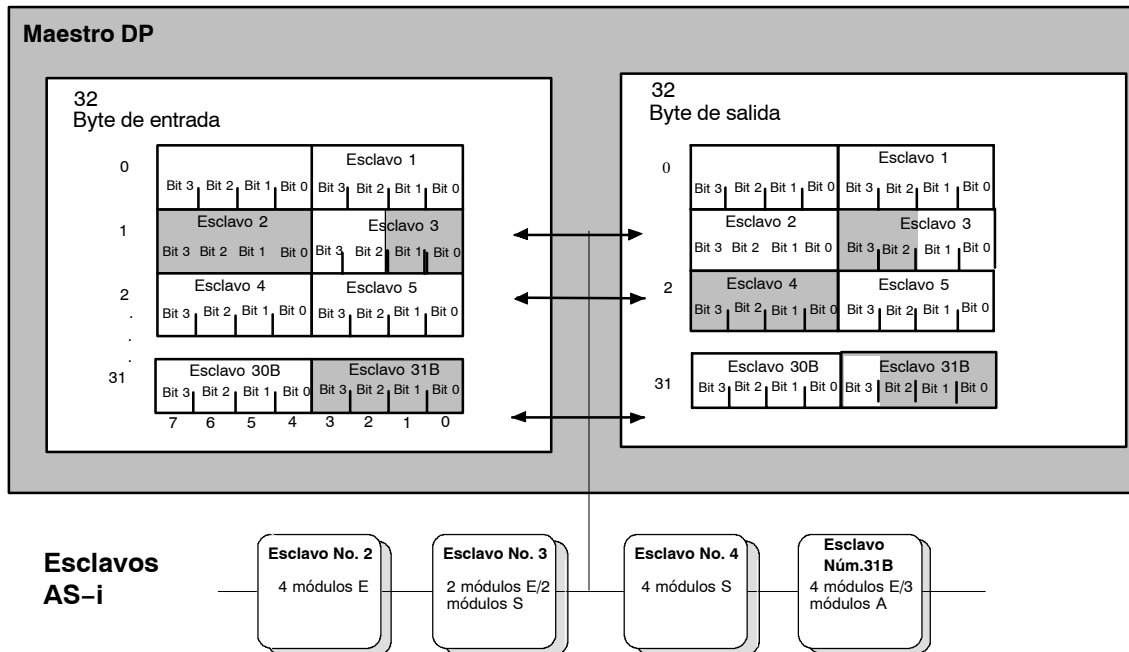 Maestro DP
32
Byte de entrada
0
Esclavo 1
Bit 3 Bit 2 Bit 1 Bit 0 Bit 3 Bit 2 Bit 1 Bit 0
1
Esclavo 2 Esclavo 3
Bit 3 Bit 2 Bit 1 Bit 0 Bit 3 Bit 2 Bit 1 Bit 0
2
Esclavo 4 Esclavo 5
Bit 3 Bit 2 Bit 1 Bit 0 Bit 3 Bit 2 Bit 1 Bit 0
.
.
.
31
Esclavo 30B Esclavo 31B
Bit 3 Bit 2 Bit 1 Bit 0 Bit 3 Bit 2 Bit 1 Bit 0
7 6 5 4 3 2 1 0
32
Byte de salida
0
Esclavo 1
Bit 3 Bit 2 Bit 1 Bit 0 Bit 3 Bit 2 Bit 1 Bit 0
Esclavo 2 Esclavo 3
Bit 3 Bit 2 Bit 1 Bit 0 Bit 3 Bit 2 Bit 1 Bit 0
2
Esclavo 4 Esclavo 5
Bit 3 Bit 2 Bit 1 Bit 0 Bit 3 Bit 2 Bit 1 Bit 0
31
Esclavo 30B Esclavo 31B
Bit 3 Bit 2 Bit 1 Bit 0 Bit 3 Bit 2 Bit 1 Bit 0
Esclavos
AS–i
Esclavo No. 2
4 módulos E
Esclavo No. 3
2 módulos E/2
módulos S
Esclavo No. 4
4 módulos S
Esclavo
Núm.31B
4 módulos E/3
módulos A